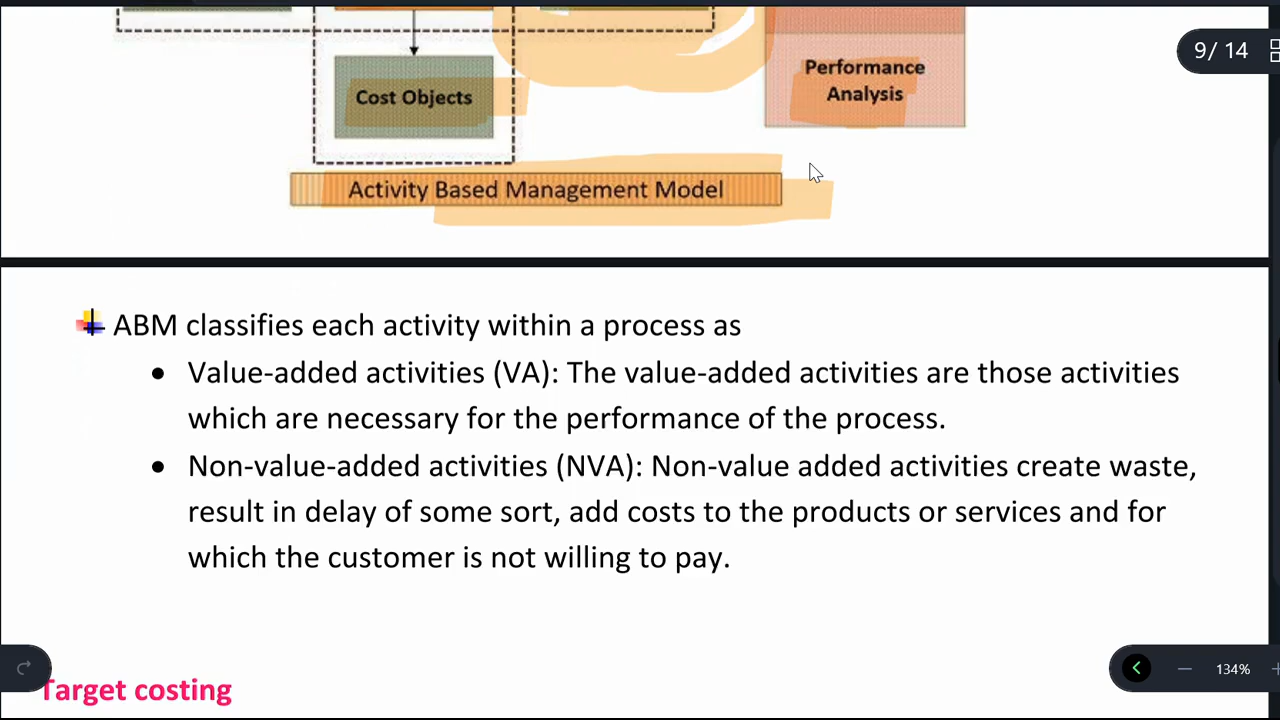 9/ 14
Performance
Analysis
Cost Objects
Activity Based Management Model
ABM classifies each activity within a process as
• Value-added activities (VA): The value-added activities are those activities
which are necessary for the performance of the process.
• Non-value-added activities (NVA): Non-value added activities create waste,
result in delay of some sort, add costs to the products or services and for
which the customer is not willing to pay.
134%
Target costing